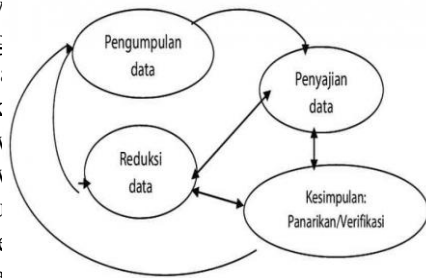 Pengumpulan
data
Penyajian
data
Reduksi
data
Kesimpulan:
Panarikan/Verifikasi